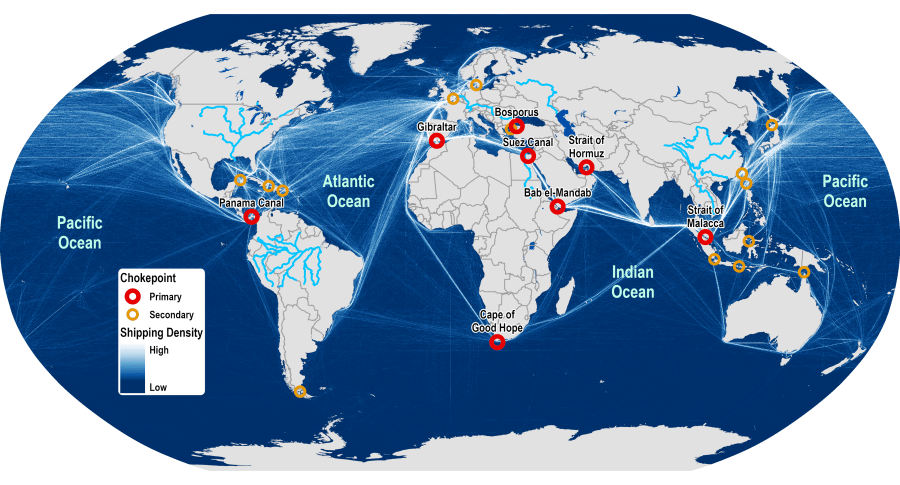 Bosporus
Gibraltar
Suez Canal
Strait of
Hormuz
Atlantic
Ocean
Bab el-Mandab
Pacific
Ocean
Panama Canal
Strait of
Malacca
Pacific
Ocean
Indian
Ocean
Chokepoint
Primary
Secondary
Shipping Density
High
Low
Cape of
Good Hope